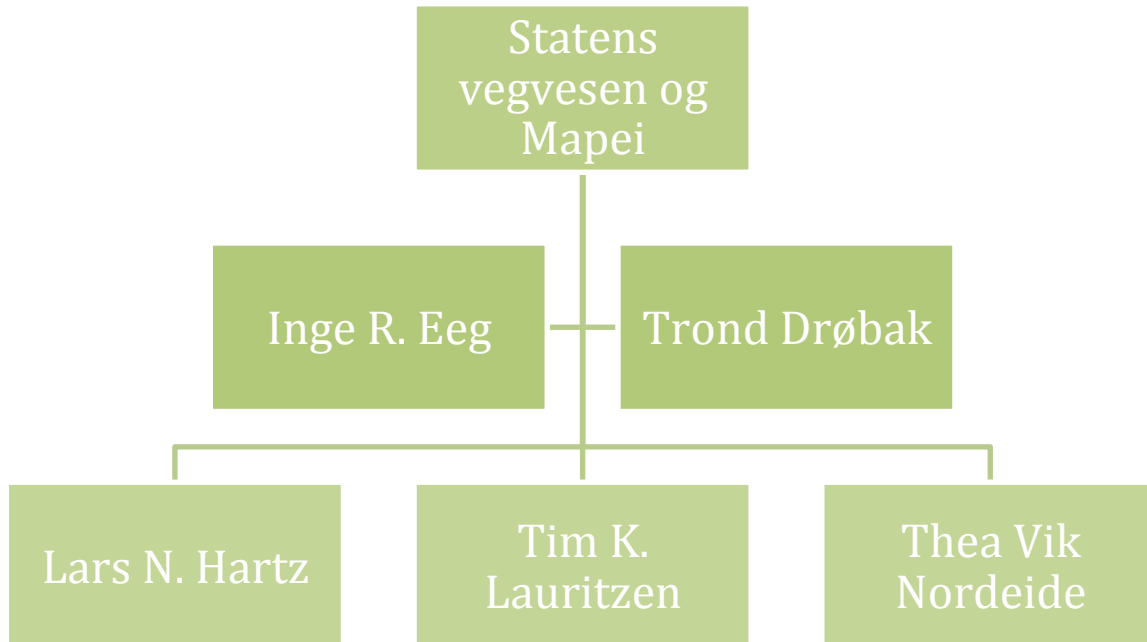 Statens
vegvesen og
Mapei
Inge R. Eeg
Trond Drøbak
Lars N. Hartz
Tim K.
Lauritzen
Thea Vik
Nordeide